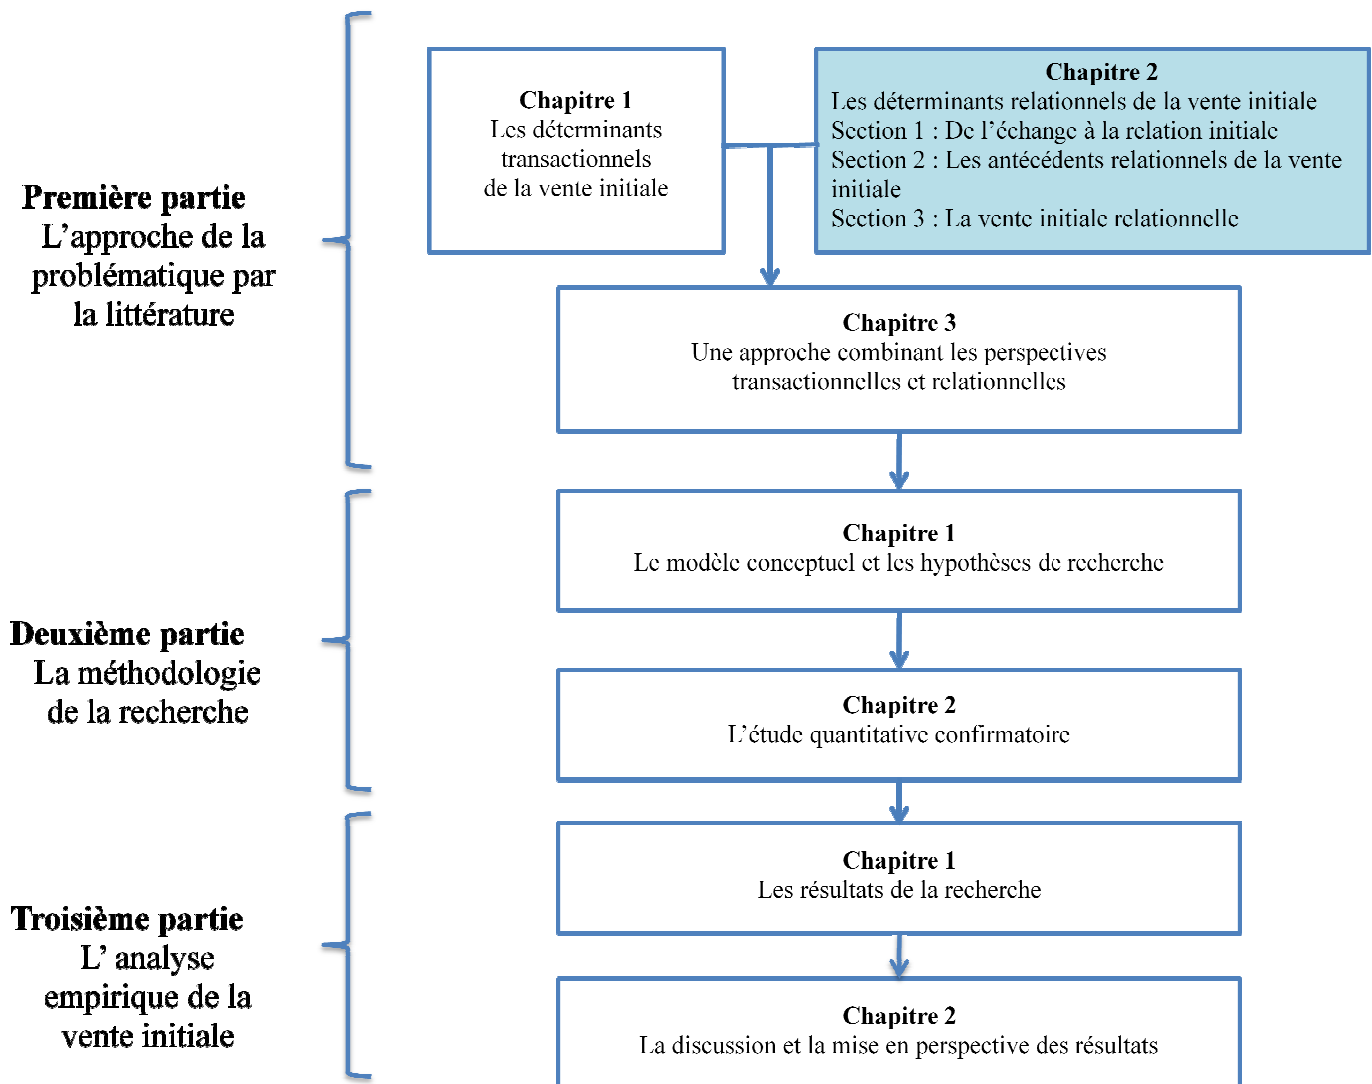 Première partie
L’approche de la
problématique par
la littérature
Chapitre 1
Les déterminants
transactionnels
de la vente initiale
Chapitre 2
Les déterminants relationnels de la vente initiale
Section 1 : De l’échange à la relation initiale
Section 2 : Les antécédents relationnels de la vente
initiale
Section 3 : La vente initiale relationnelle
Chapitre 3
Une approche combinant les perspectives
transactionnelles et relationnelles
Deuxième partie
La méthodologie
de la recherche
Chapitre 1
Le modèle conceptuel et les hypothèses de recherche
Chapitre 2
L’étude quantitative confirmatoire
Troisième partie
L’ analyse
empirique de la
vente initiale
Chapitre 1
Les résultats de la recherche
Chapitre 2
La discussion et la mise en perspective des résultats